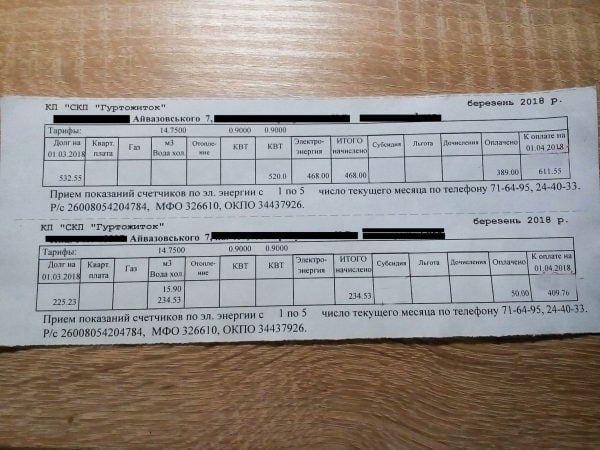 КП "СКП "Гуртожиток"
березень 2018 р.
Айвазовського 7,
Тарифы: 14.7500 0.9000 0.9000
Долг на 01.03.2018 Кварт. плата Газ м3 Вода хол. Отопле-ние КВТ КВТ Электро-энергия ИТОГО начислено Субсидия Льгота Дочисления Оплачено К оплате на 01.04.2018
532.55 520.0 468.00 468.00 389.00 611.55
Прием показаний счетчиков по эл. энергии с 1 по 5 число текущего месяца по телефону 71-64-95, 24-40-33.
Р/с 26008054204784, МФО 326610, ОКПО 34437926.
КП "СКП "Гуртожиток"
березень 2018 р.
Айвазовського 7,
Тарифы: 14.7500 0.9000 0.9000
Долг на 01.03.2018 Кварт. плата Газ м3 Вода хол. Отопле-ние КВТ КВТ Электро-энергия ИТОГО начислено Субсидия Льгота Дочисления Оплачено К оплате на 01.04.2018
15.90
225.23 234.53 234.53 50.00 409.76
Прием показаний счетчиков по эл. энергии с 1 по 5 число текущего месяца по телефону 71-64-95, 24-40-33.
Р/с 26008054204784, МФО 326610, ОКПО 34437926.